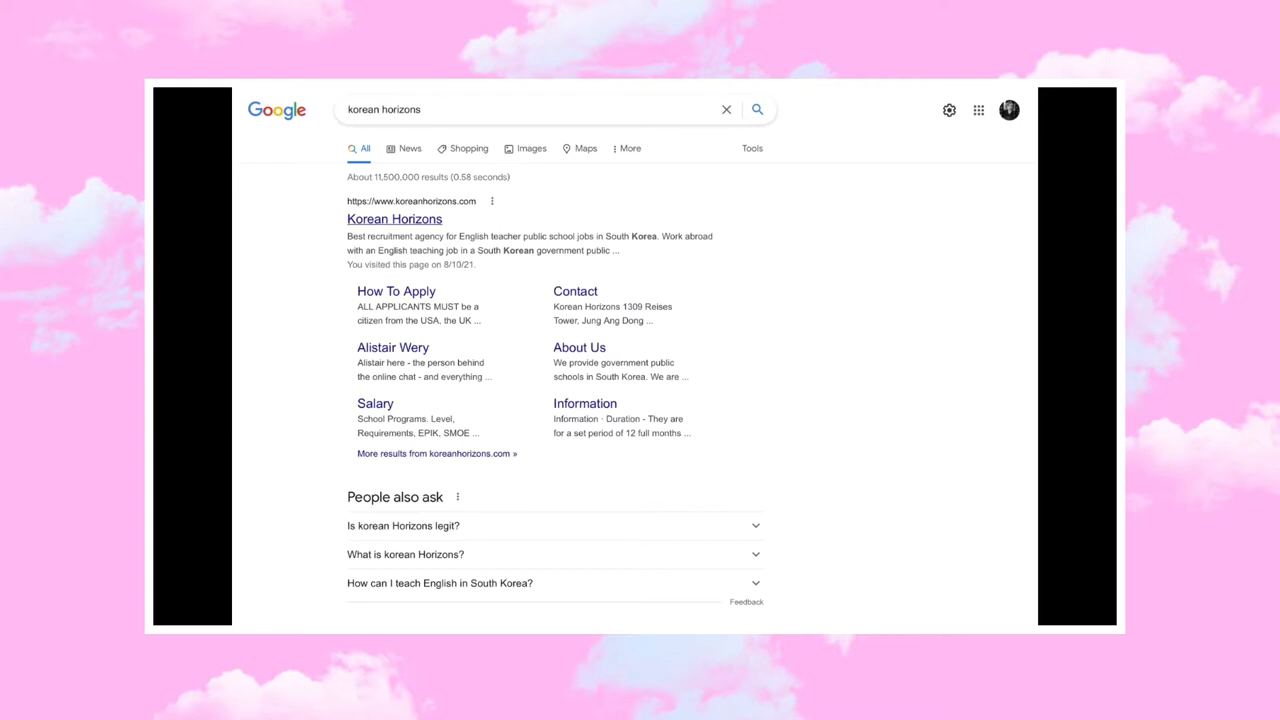 Google
korean horizons
All News Shopping Images Maps More Tools
About 11,500,000 results (0.58 seconds)
https://www.koreanhorizons.com
Korean Horizons
Best recruitment agency for English teacher public school jobs in South Korea. Work abroad
with an English teaching job in a South Korean government public ...
You visited this page on 8/10/21.
How To Apply
ALL APPLICANTS MUST be a
citizen from the USA, the UK ...
Contact
Korean Horizons 1309 Reises
Tower, Jung Ang Dong ...
Alistair Wery
Alistair here - the person behind
the online chat - and everything ...
About Us
We provide government public
schools in South Korea. We are ...
Salary
School Programs. Level,
Requirements, EPIK, SMOE ...
Information
Information · Duration - They are
for a set period of 12 full months ...
More results from koreanhorizons.com »
People also ask
Is korean Horizons legit?
What is korean Horizons?
How can I teach English in South Korea?
Feedback